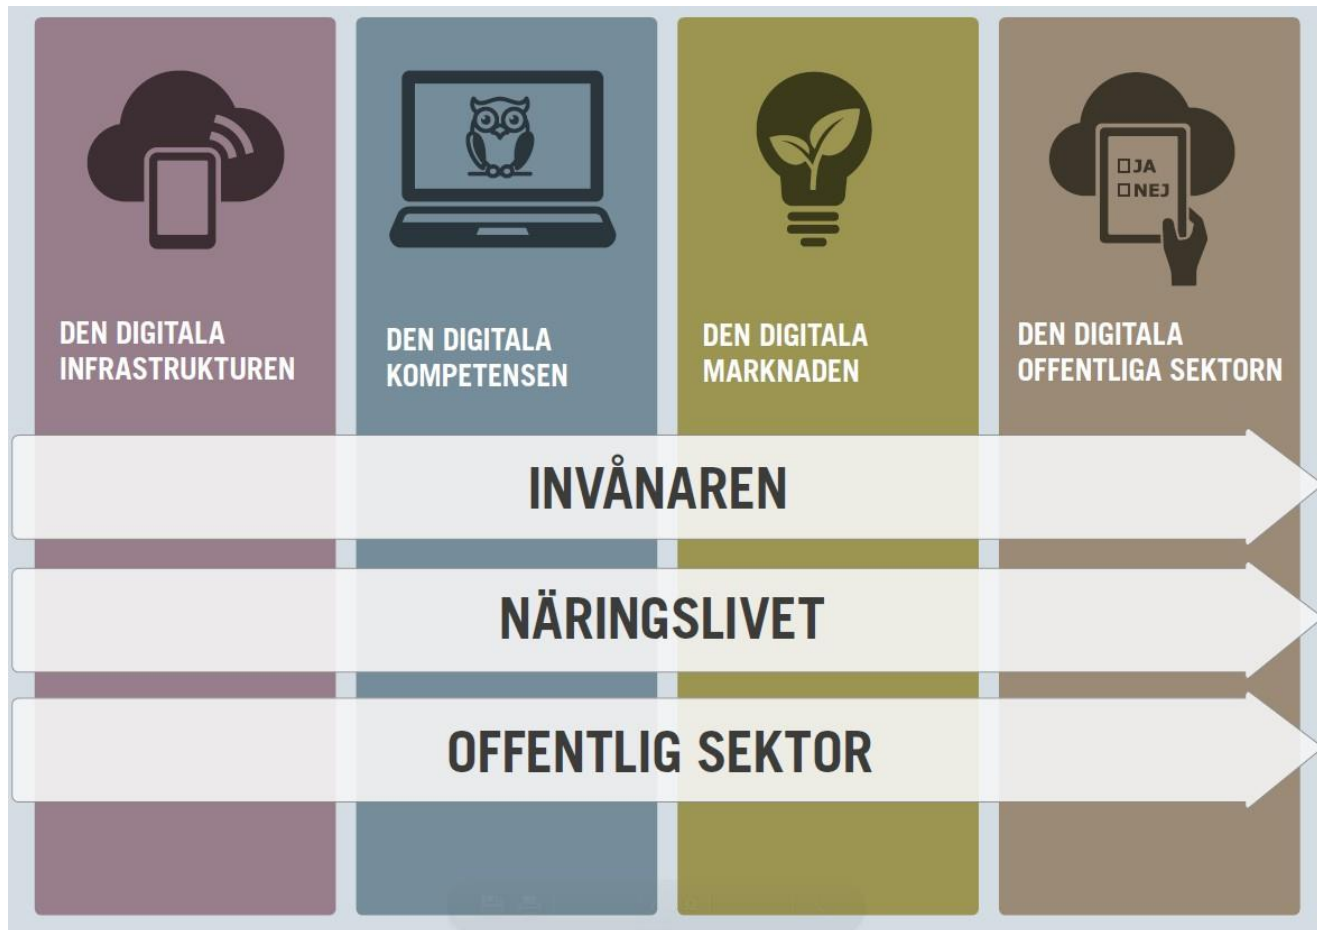 JA
NEJ
DEN DIGITALA
INFRASTRUKTUREN
DEN DIGITALA
KOMPETENSEN
DEN DIGITALA
MARKNADEN
DEN DIGITALA
OFFENTLIGA SEKTORN
INVÅNAREN
NÄRINGSLIVET
OFFENTLIG SEKTOR